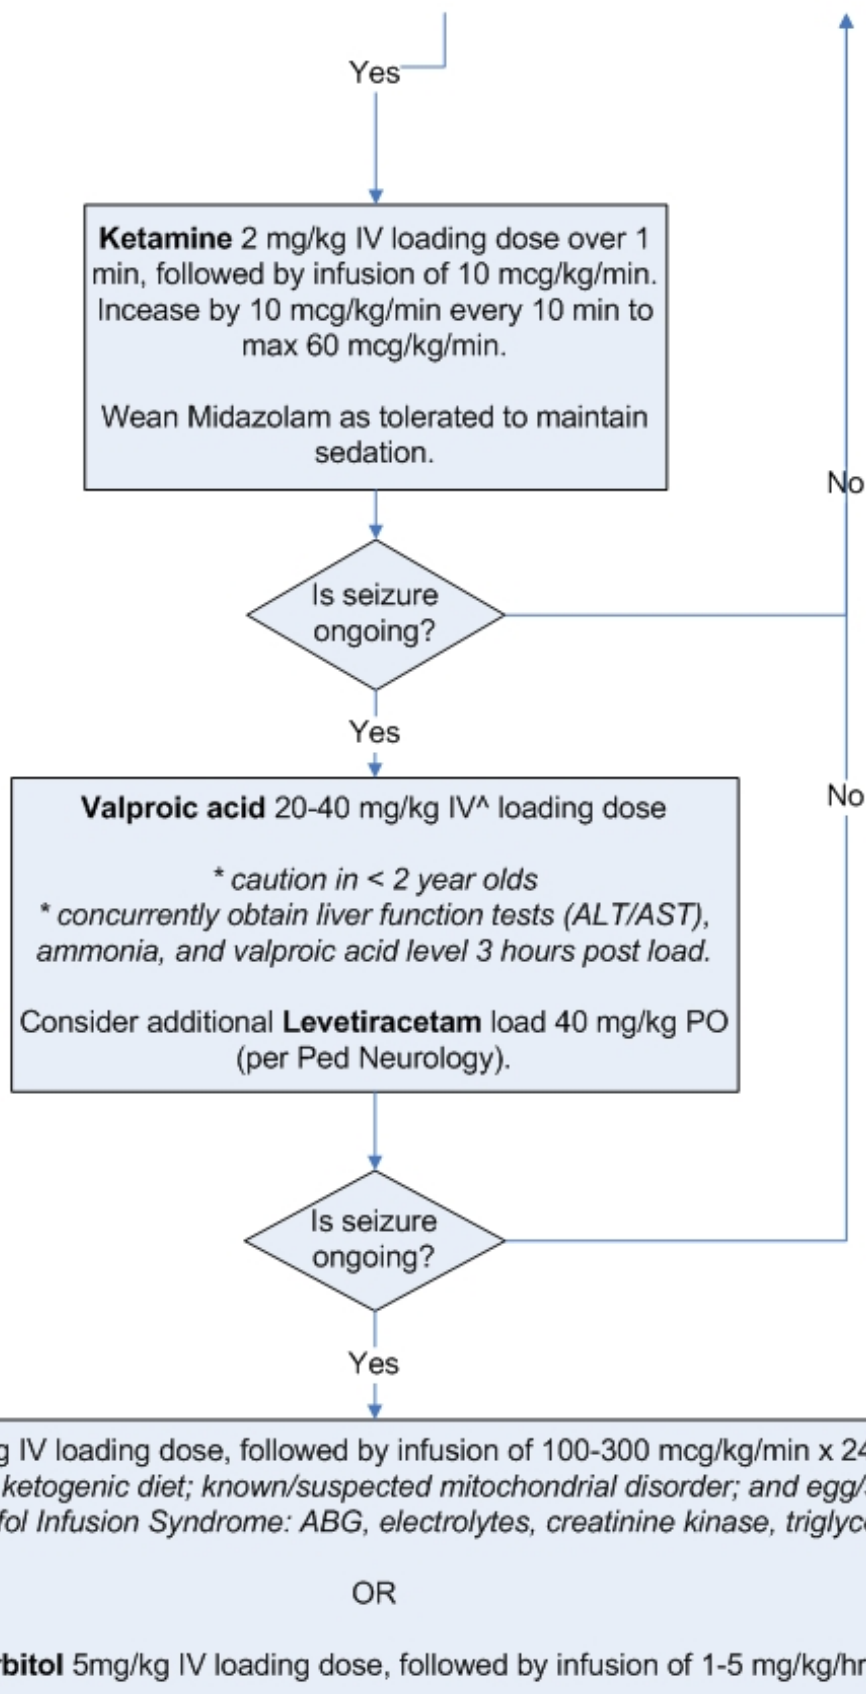 Yes
Ketamine 2 mg/kg IV loading dose over 1
min, followed by infusion of 10 mcg/kg/min.
Incease by 10 mcg/kg/min every 10 min to
max 60 mcg/kg/min.
Wean Midazolam as tolerated to maintain
sedation.
No
Is seizure
ongoing?
Yes
No
Valproic acid 20-40 mg/kg IV^ loading dose
* caution in < 2 year olds
* concurrently obtain liver function tests (ALT/AST),
ammonia, and valproic acid level 3 hours post load.
Consider additional Levetiracetam load 40 mg/kg PO
(per Ped Neurology).
Is seizure
ongoing?
Yes
g IV loading dose, followed by infusion of 100-300 mcg/kg/min x 24
ketogenic diet; known/suspected mitochondrial disorder; and egg/
fol Infusion Syndrome: ABG, electrolytes, creatinine kinase, triglyc
OR
rbitol 5mg/kg IV loading dose, followed by infusion of 1-5 mg/kg/hr